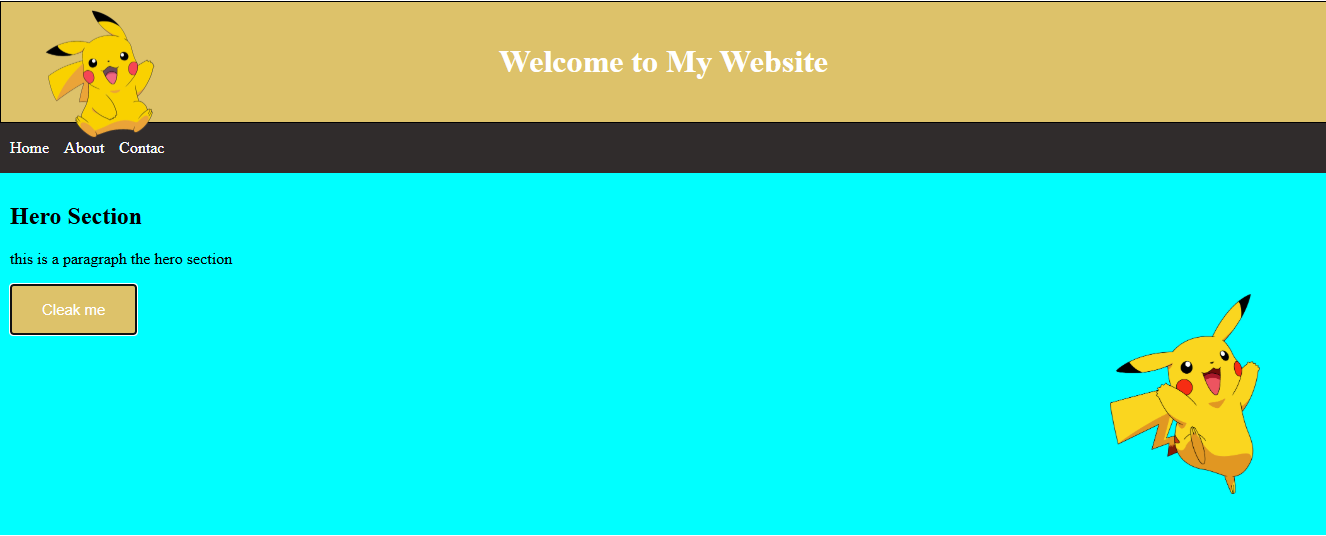 Welcome to My Website
Home About Contac
Hero Section
this is a paragraph the hero section
Cleak me